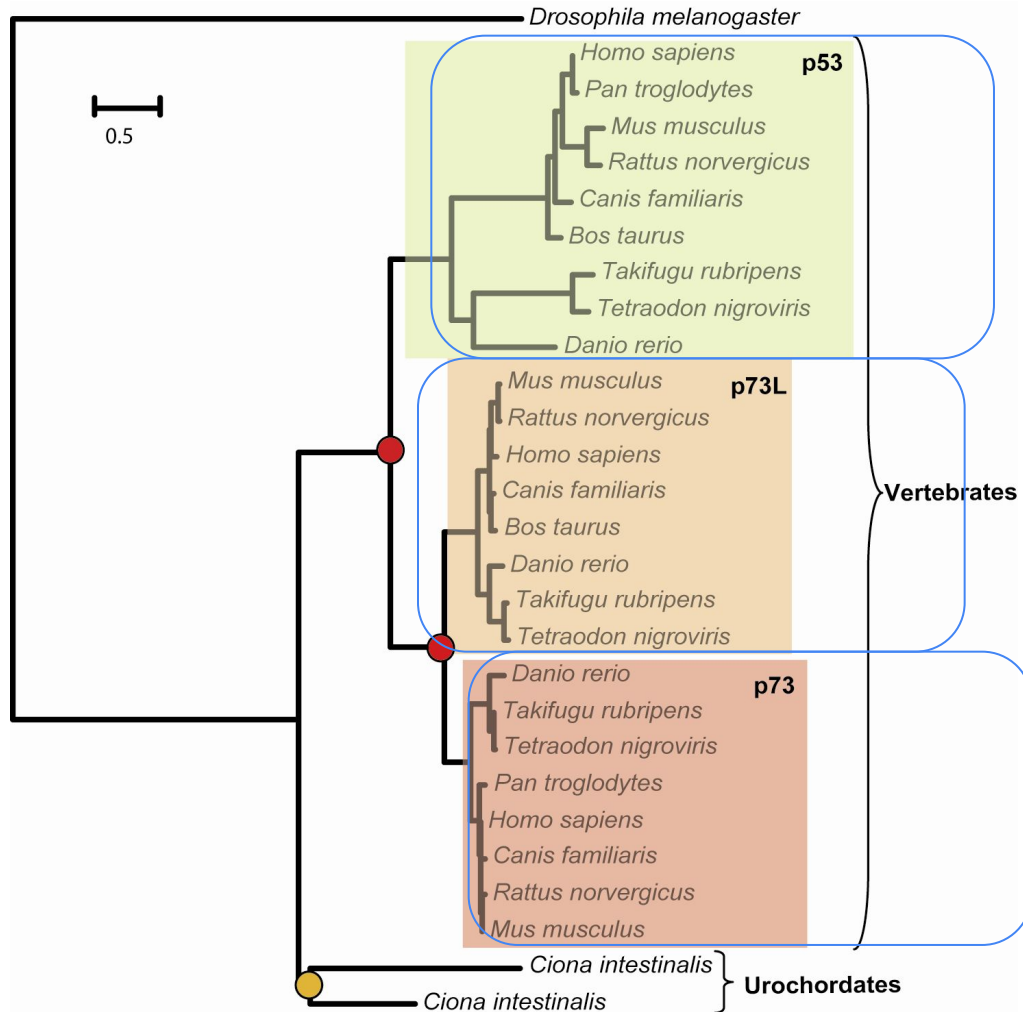 Drosophila melanogaster
Homo sapiens
p53
Pan troglodytes
0.5
Mus musculus
Rattus norvergicus
Canis familiaris
Bos taurus
Takifugu rubripens
Tetraodon nigroviris
Danio rerio
Mus musculus
p73L
Rattus norvergicus
Homo sapiens
Canis familiaris
Vertebrates
Bos taurus
Danio rerio
Takifugu rubripens
Tetraodon nigroviris
Danio rerio
p73
Takifugu rubripens
Tetraodon nigroviris
Pan troglodytes
Homo sapiens
Canis familiaris
Rattus norvergicus
Mus musculus
Ciona intestinalis
Urochordates
Ciona intestinalis